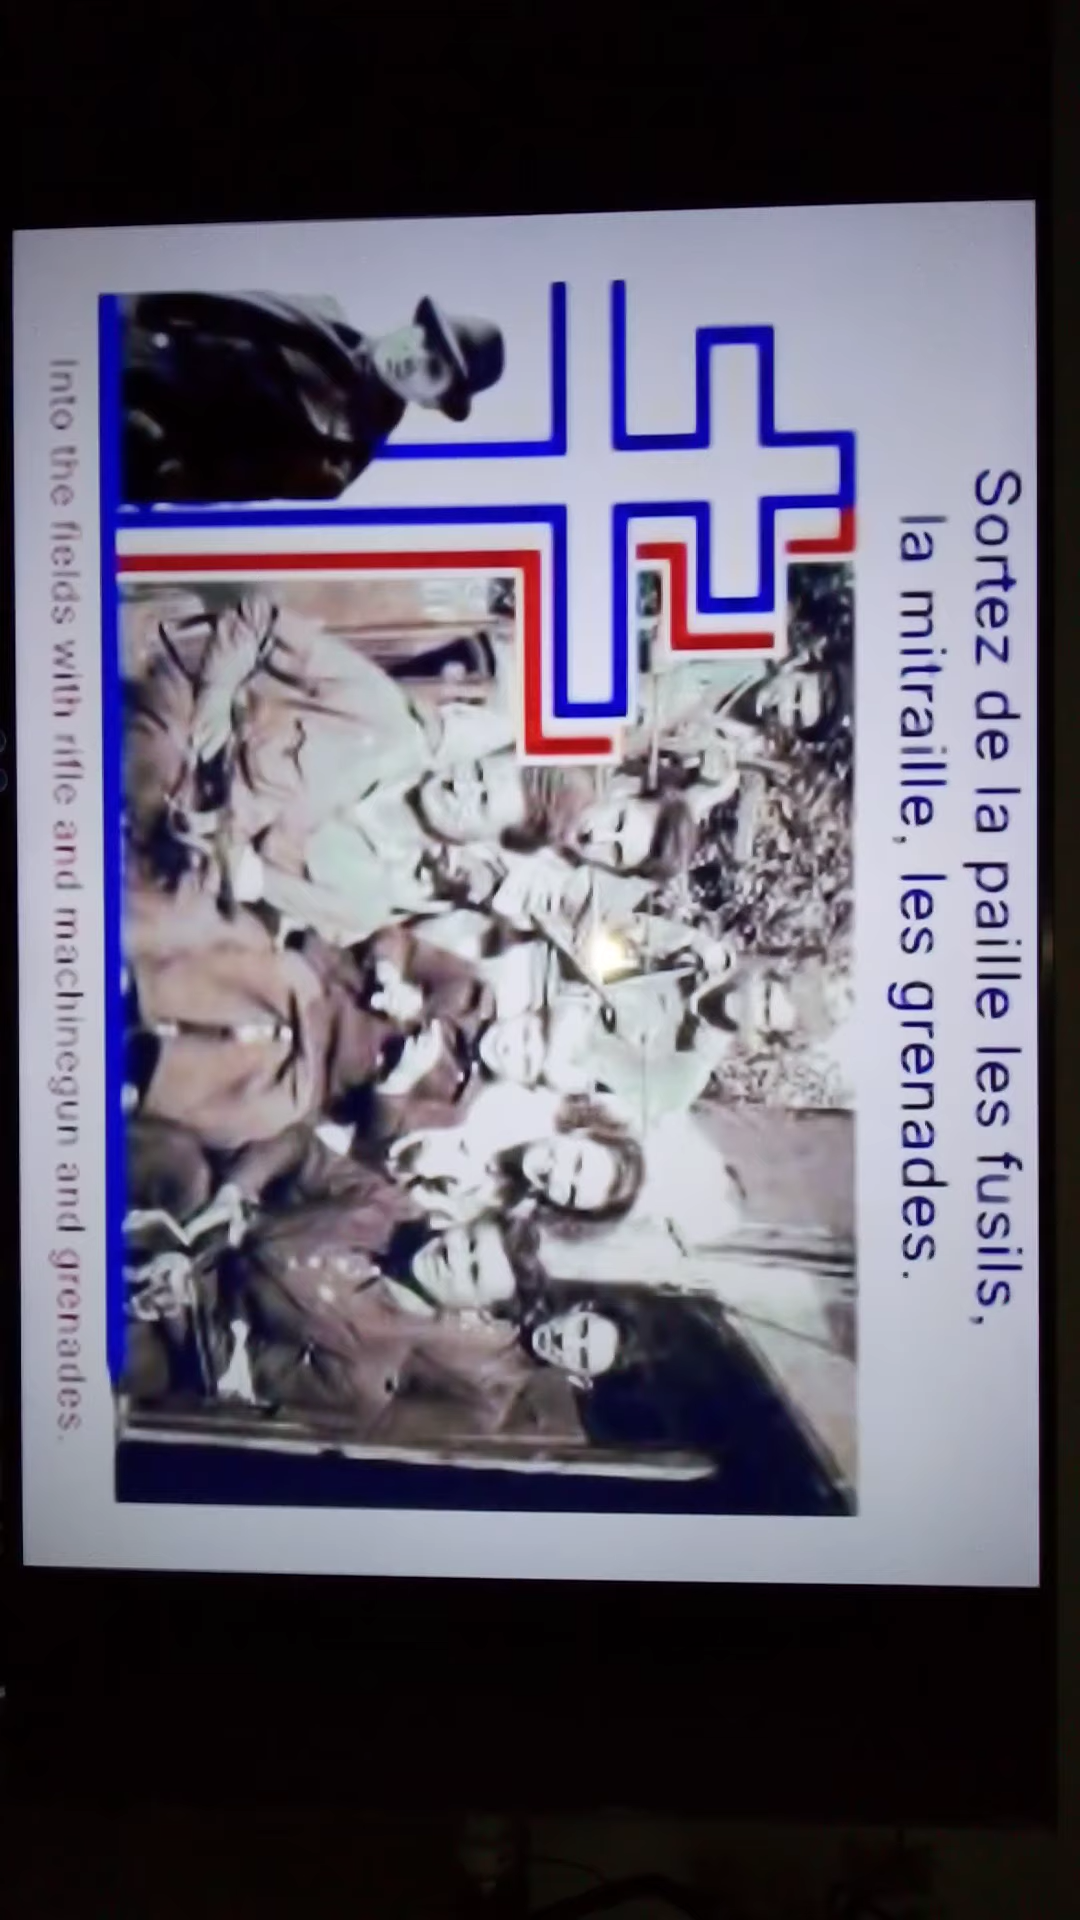 Sortez de la paille les fusils,
la mitraille, les grenades.
Into the fields with rifle and machinegun and grenades.